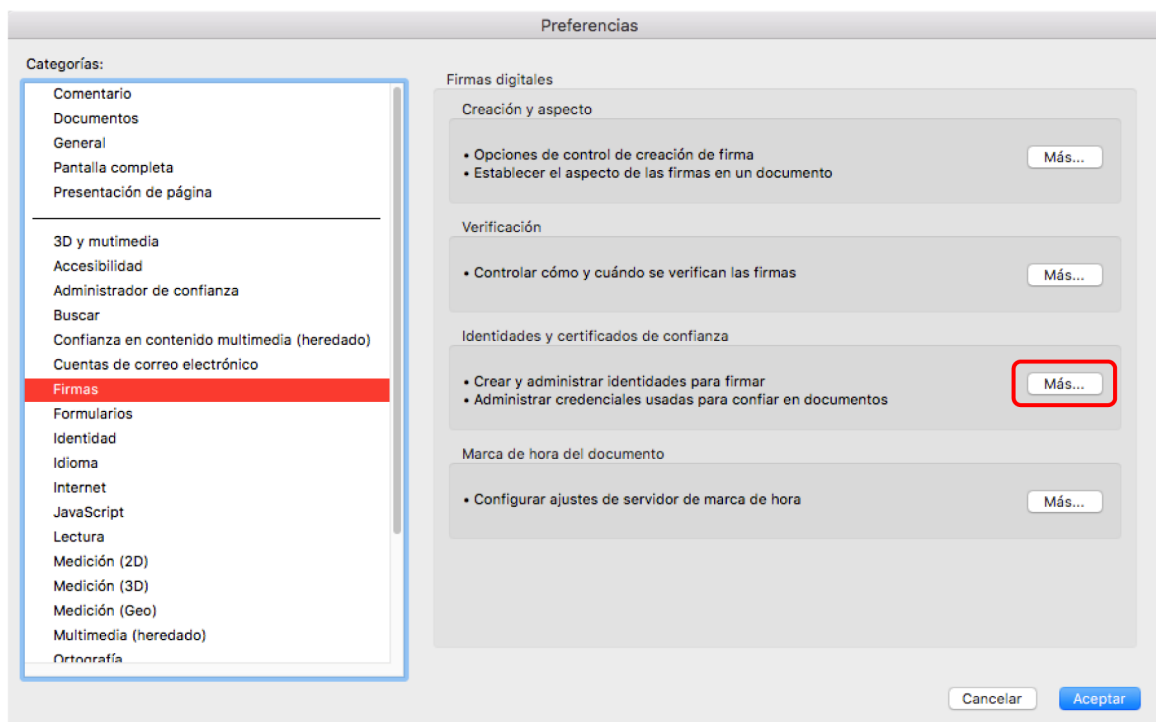 Preferencias
Categorías:
Comentario
Documentos
General
Pantalla completa
Presentación de página
3D y mutimedia
Accesibilidad
Administrador de confianza
Buscar
Confianza en contenido multimedia (heredado)
Cuentas de correo electrónico
Firmas
Formularios
Identidad
Idioma
Internet
JavaScript
Lectura
Medición (2D)
Medición (3D)
Medición (Geo)
Multimedia (heredado)
Ortografía
Firmas digitales
Creación y aspecto
• Opciones de control de creación de firma
• Establecer el aspecto de las firmas en un documento
Más...
Verificación
• Controlar cómo y cuándo se verifican las firmas
Más...
Identidades y certificados de confianza
• Crear y administrar identidades para firmar
• Administrar credenciales usadas para confiar en documentos
Más...
Marca de hora del documento
• Configurar ajustes de servidor de marca de hora
Más...
Cancelar
Aceptar